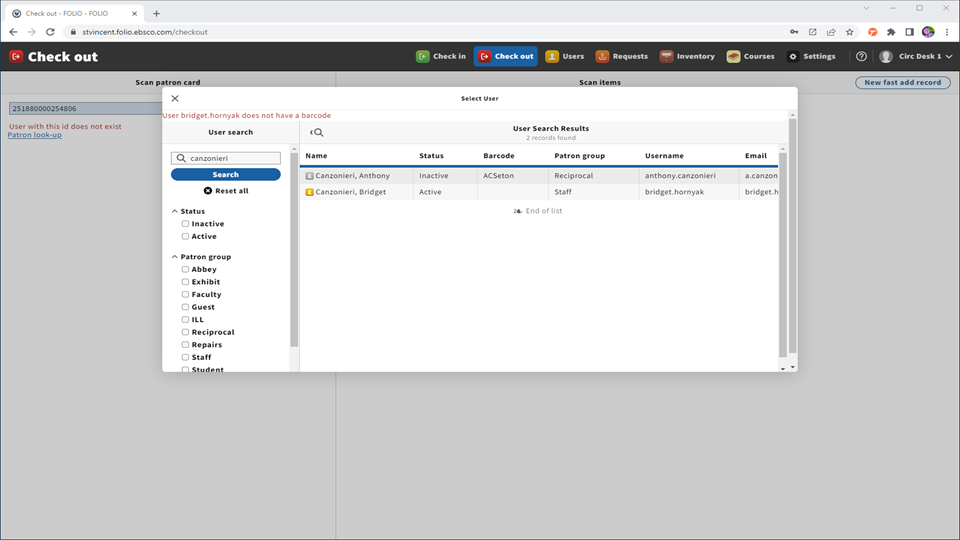 Check out - FOLIO - FOLIO
stvincent.folio.ebsco.com/checkout
Check out
Check in
Check out
Users
Requests
Inventory
Courses
Settings
Circ Desk 1
Scan patron card
Scan items
New fast add record
251880000254806
User with this id does not exist
Patron look-up
Select User
User bridget.hornyak does not have a barcode
User search
canzonieri
Search
Reset all
Status
Inactive
Active
Patron group
Abbey
Exhibit
Faculty
Guest
ILL
Reciprocal
Repairs
Staff
Student
User Search Results
2 records found
Name Status Barcode Patron group Username Email
Canzonieri, Anthony Inactive ACSeton Reciprocal anthony.canzonieri a.canzon
Canzonieri, Bridget Active Staff bridget.hornyak bridget.h
End of list